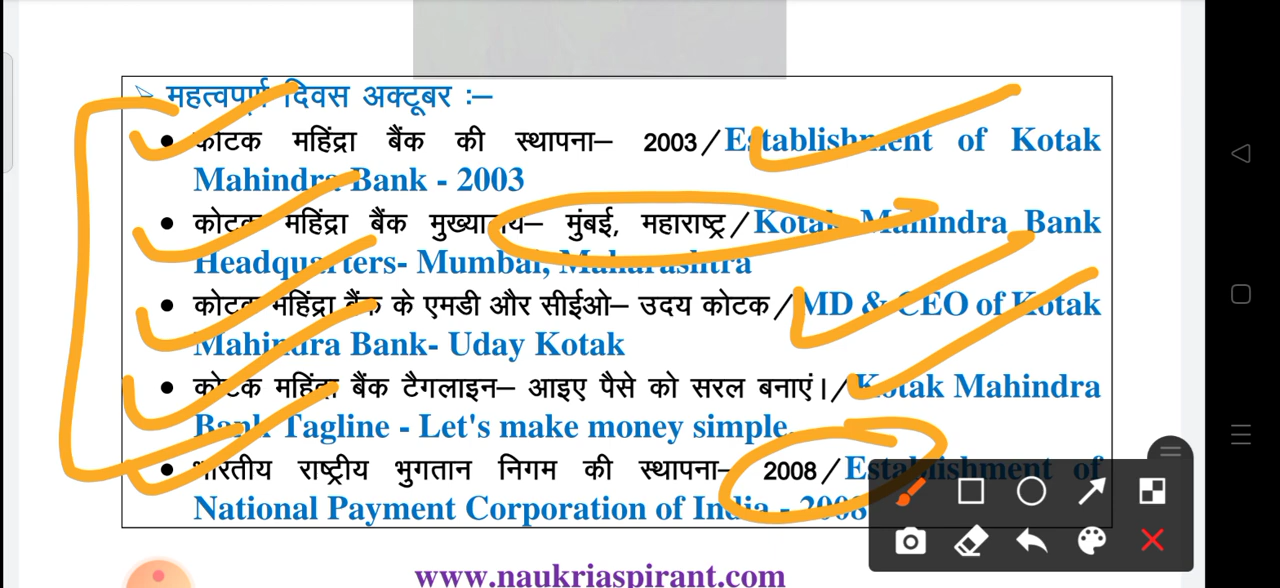 महत्वपूर्ण दिवस अक्टूबर :–
कोटक महिंद्रा बैंक की स्थापना– 2003/Establishment of Kotak
Mahindra Bank - 2003
कोटक महिंद्रा बैंक मुख्यालय– मुंबई, महाराष्ट्र/Kotak Mahindra Bank
Headquarters- Mumbai, Maharashtra
कोटक महिंद्रा बैंक के एमडी और सीईओ– उदय कोटक/MD & CEO of Kotak
Mahindra Bank- Uday Kotak
कोटक महिंद्रा बैंक टैगलाइन– आइए पैसे को सरल बनाएं।/Kotak Mahindra
Bank Tagline - Let's make money simple.
भारतीय राष्ट्रीय भुगतान निगम की स्थापना– 2008/Establishment of
National Payment Corporation of India - 2008
www.naukriaspirant.com